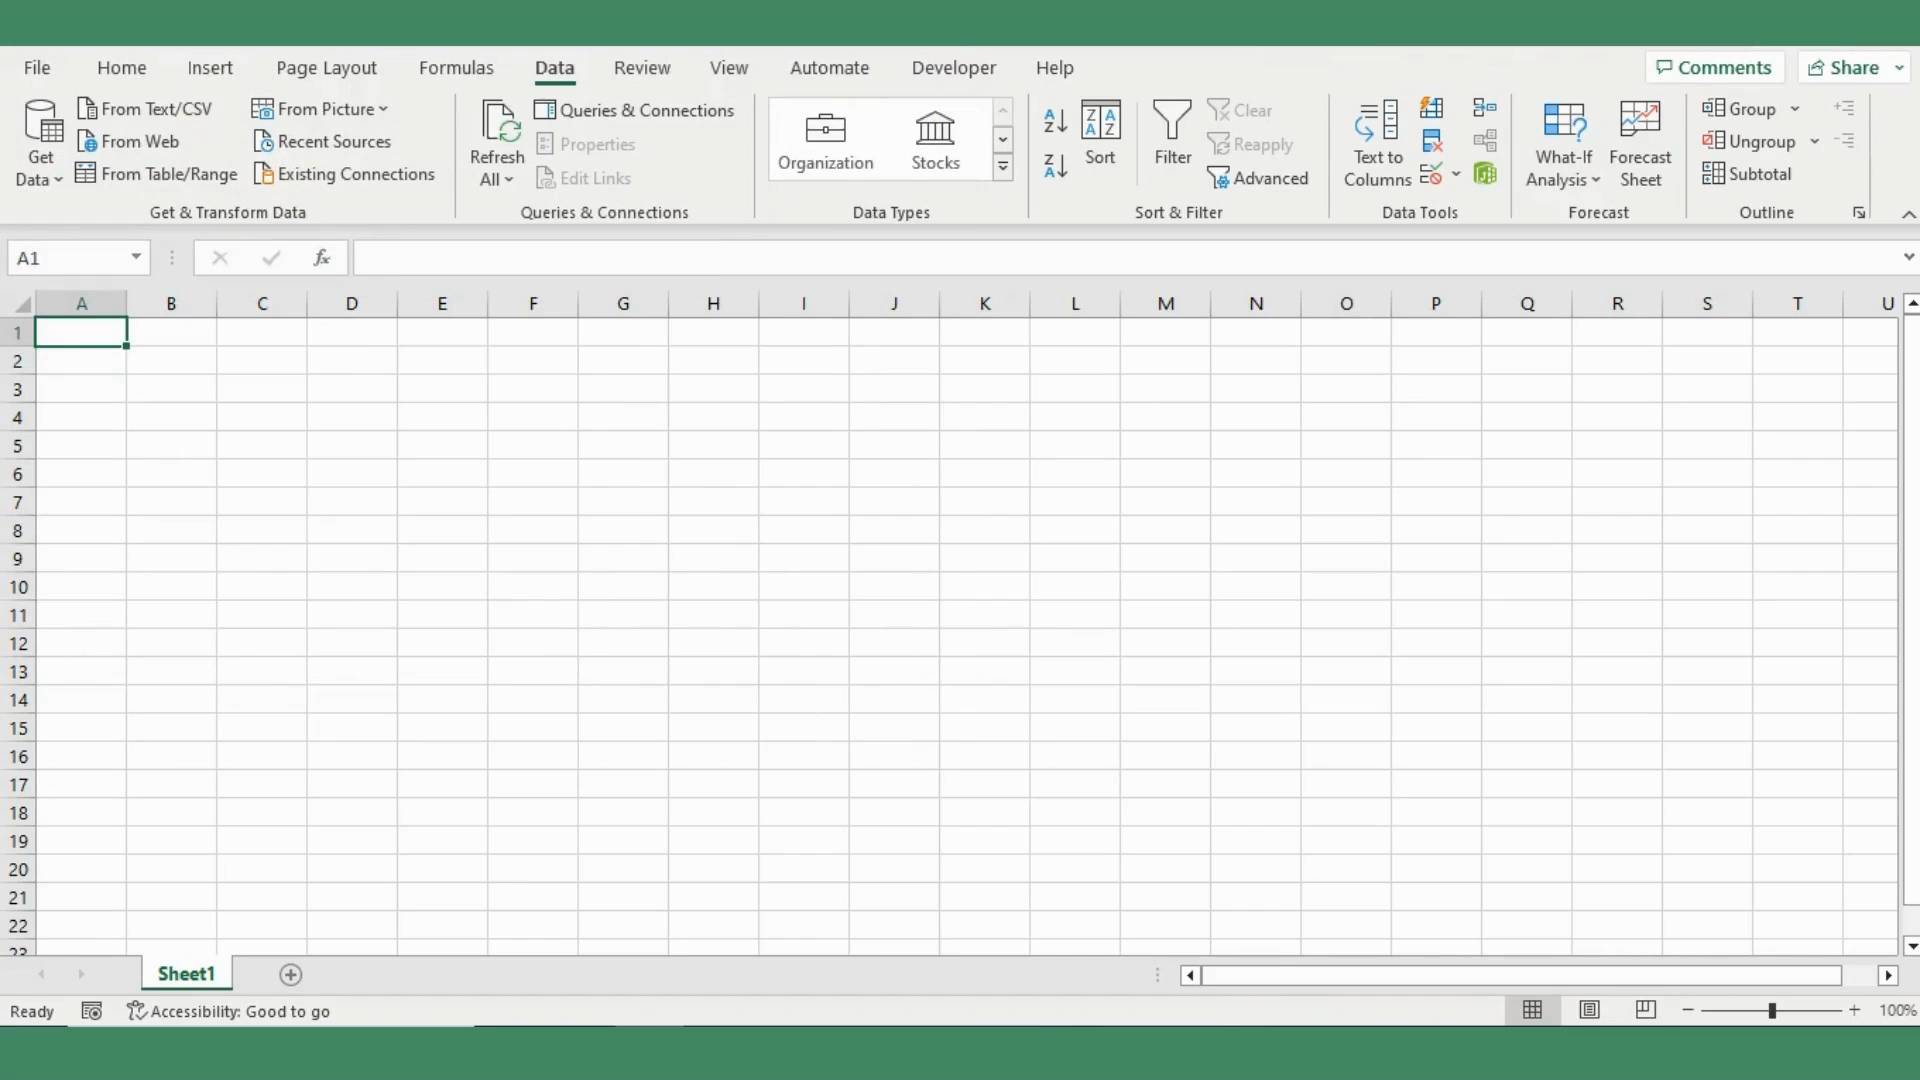 File Home Insert Page Layout Formulas Data Review View Automate Developer Help Comments Share
Get Data
From Text/CSV
From Web
From Table/Range
From Picture
Recent Sources
Existing Connections
Get & Transform Data
Refresh All
Queries & Connections
Properties
Edit Links
Queries & Connections
Organization
Stocks
Data Types
Sort
Filter
Clear
Reapply
Advanced
Sort & Filter
Text to
Columns
Data Tools
What-If
Analysis
Forecast
Sheet
Forecast
Group
Ungroup
Subtotal
Outline
A1
fx
A B C D E F G H I J K L M N O P Q R S T U
1
2
3
4
5
6
7
8
9
10
11
12
13
14
15
16
17
18
19
20
21
22
23
Sheet1
Ready Accessibility: Good to go 100%